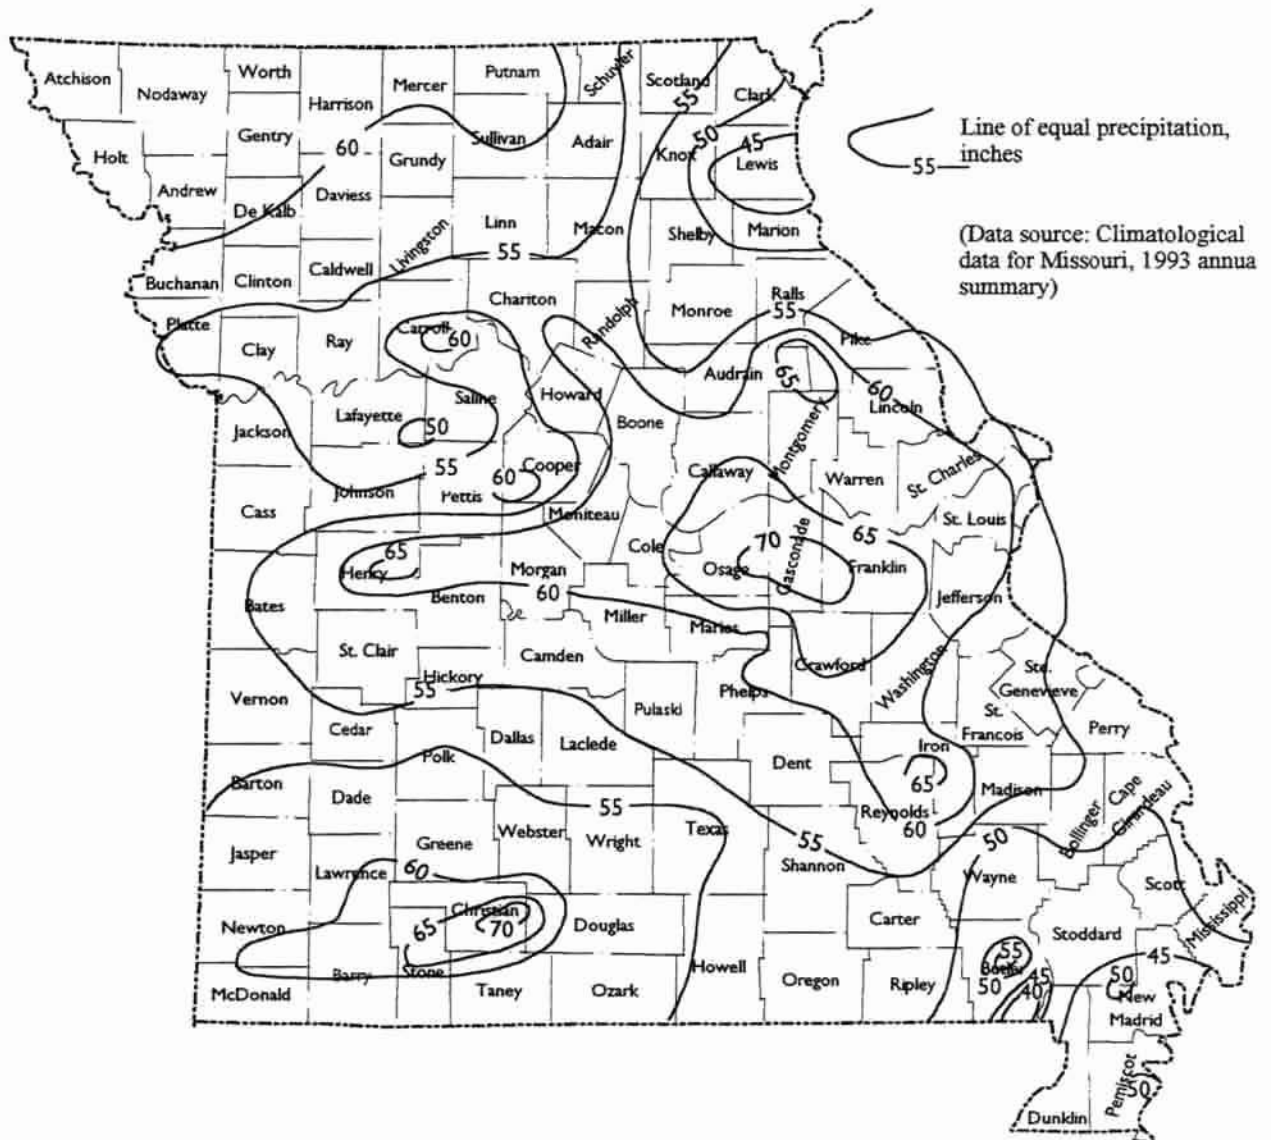 Atchison
Nodaway
Worth
Harrison
Mercer
Putnam
Schuyler
Scotland
55
Clark
Line of equal precipitation,
inches
55
Holt
Gentry
60
Grundy
Sullivan
Adair
Knox
50
45
Lewis
Andrew
De Kalb
Daviess
Livingston
Linn
Macon
Shelby
Marion
(Data source: Climatological
data for Missouri, 1993 annua
summary)
Buchanan
Clinton
Caldwell
55
Chariton
Randolph
Monroe
Ralls
55
Platte
Clay
Ray
Carroll
60
Audrain
65
Pike
60
Lincoln
Jackson
Lafayette
50
Saline
Howard
Boone
Callaway
Montgomery
Warren
St. Charles
55
Johnson
Pettis
60
Cooper
Moniteau
Cass
65
Henry
Morgan
Cole
Osage
70
Gasconade
65
Franklin
St. Louis
Jefferson
Bates
Benton
60
Miller
Maries
St. Clair
Hickory
Camden
Phelps
Crawford
Washington
Ste.
Genevieve
St.
Francois
Perry
Vernon
55
Cedar
Polk
Dallas
Laclede
Pulaski
Dent
Iron
65
Reynolds
60
Madison
Bollinger
Cape
Girardeau
Barton
Dade
Greene
Webster
55
Wright
Texas
55
Shannon
50
Wayne
Scott
Mississippi
Jasper
Lawrence
60
Christian
65
70
Douglas
Carter
Stoddard
45
Newton
Barry
Stone
Taney
Ozark
Howell
Oregon
Ripley
55
Butler
50
45
40
50
New
Madrid
McDonald
Pemiscot
50
Dunklin